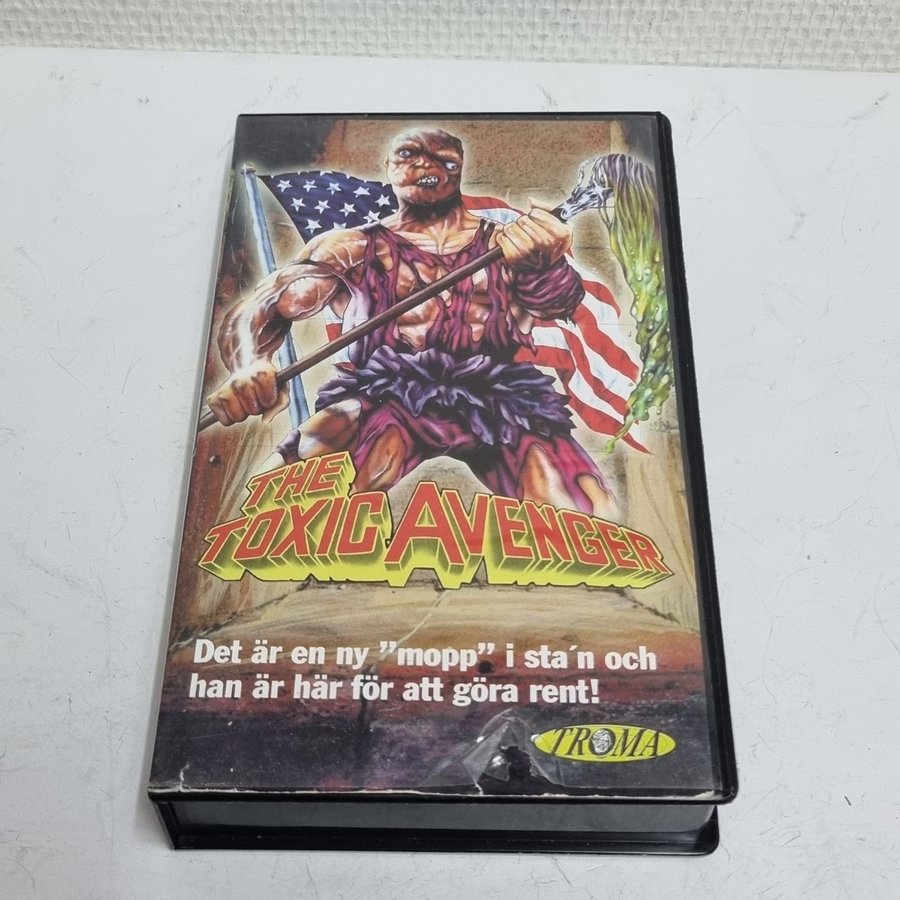 THE
TOXIC AVENGER
Det är en ny ”mopp” i sta´n och
han är här för att göra rent!
TROMA